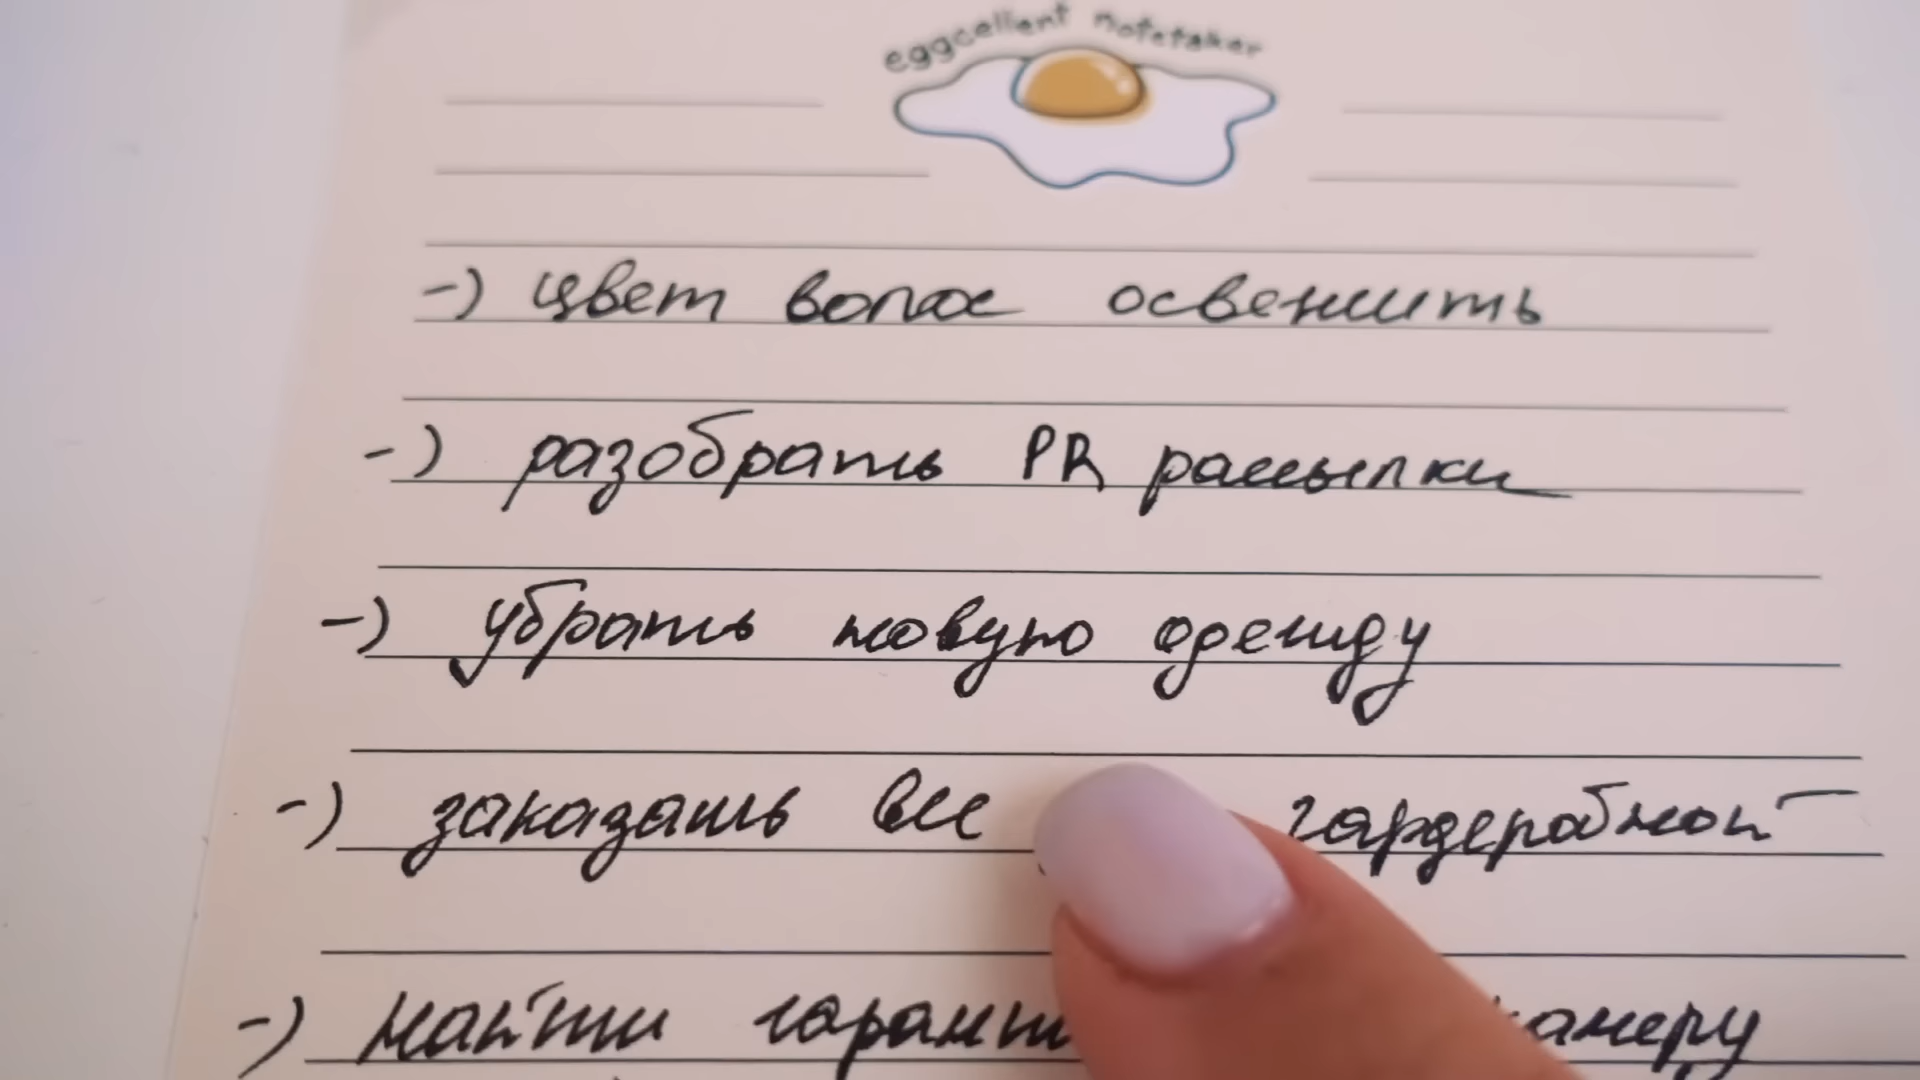 eggcellent notetaker
-) цвет волос освежить
-) разобрать PR рассылки
-) убрать новую одежду
-) заказать все гардеробной
-) найти камеру